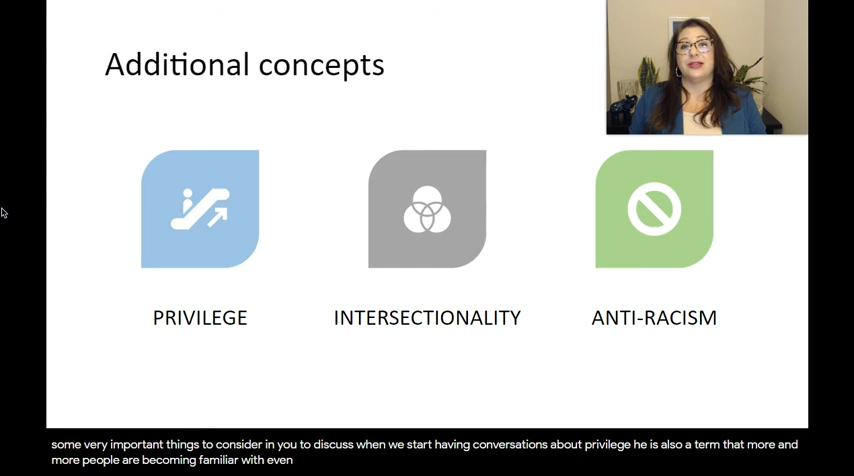 Additional concepts
PRIVILEGE
INTERSECTIONALITY
ANTI-RACISM
some very important things to consider in you to discuss when we start having conversations about privilege he is also a term that more and
more people are becoming familiar with even